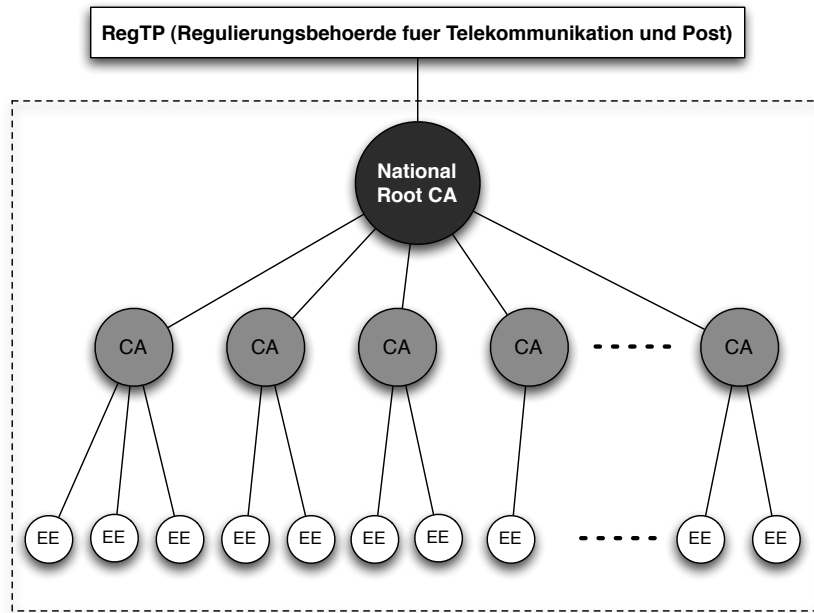 RegTP (Regulierungsbehoerde fuer Telekommunikation und Post)
National
Root CA
CA CA CA CA CA
EE EE EE EE EE EE EE EE EE EE